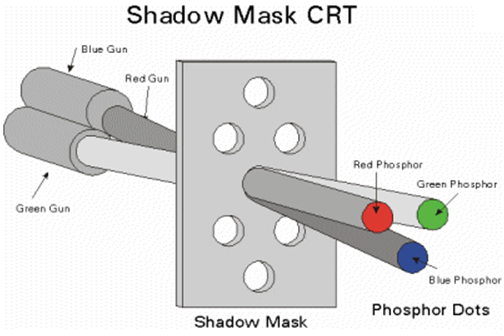 Shadow Mask CRT
Blue Gun
Red Gun
Red Phosphor
Green Phosphor
Green Gun
Blue Phosphor
Phosphor Dots
Shadow Mask